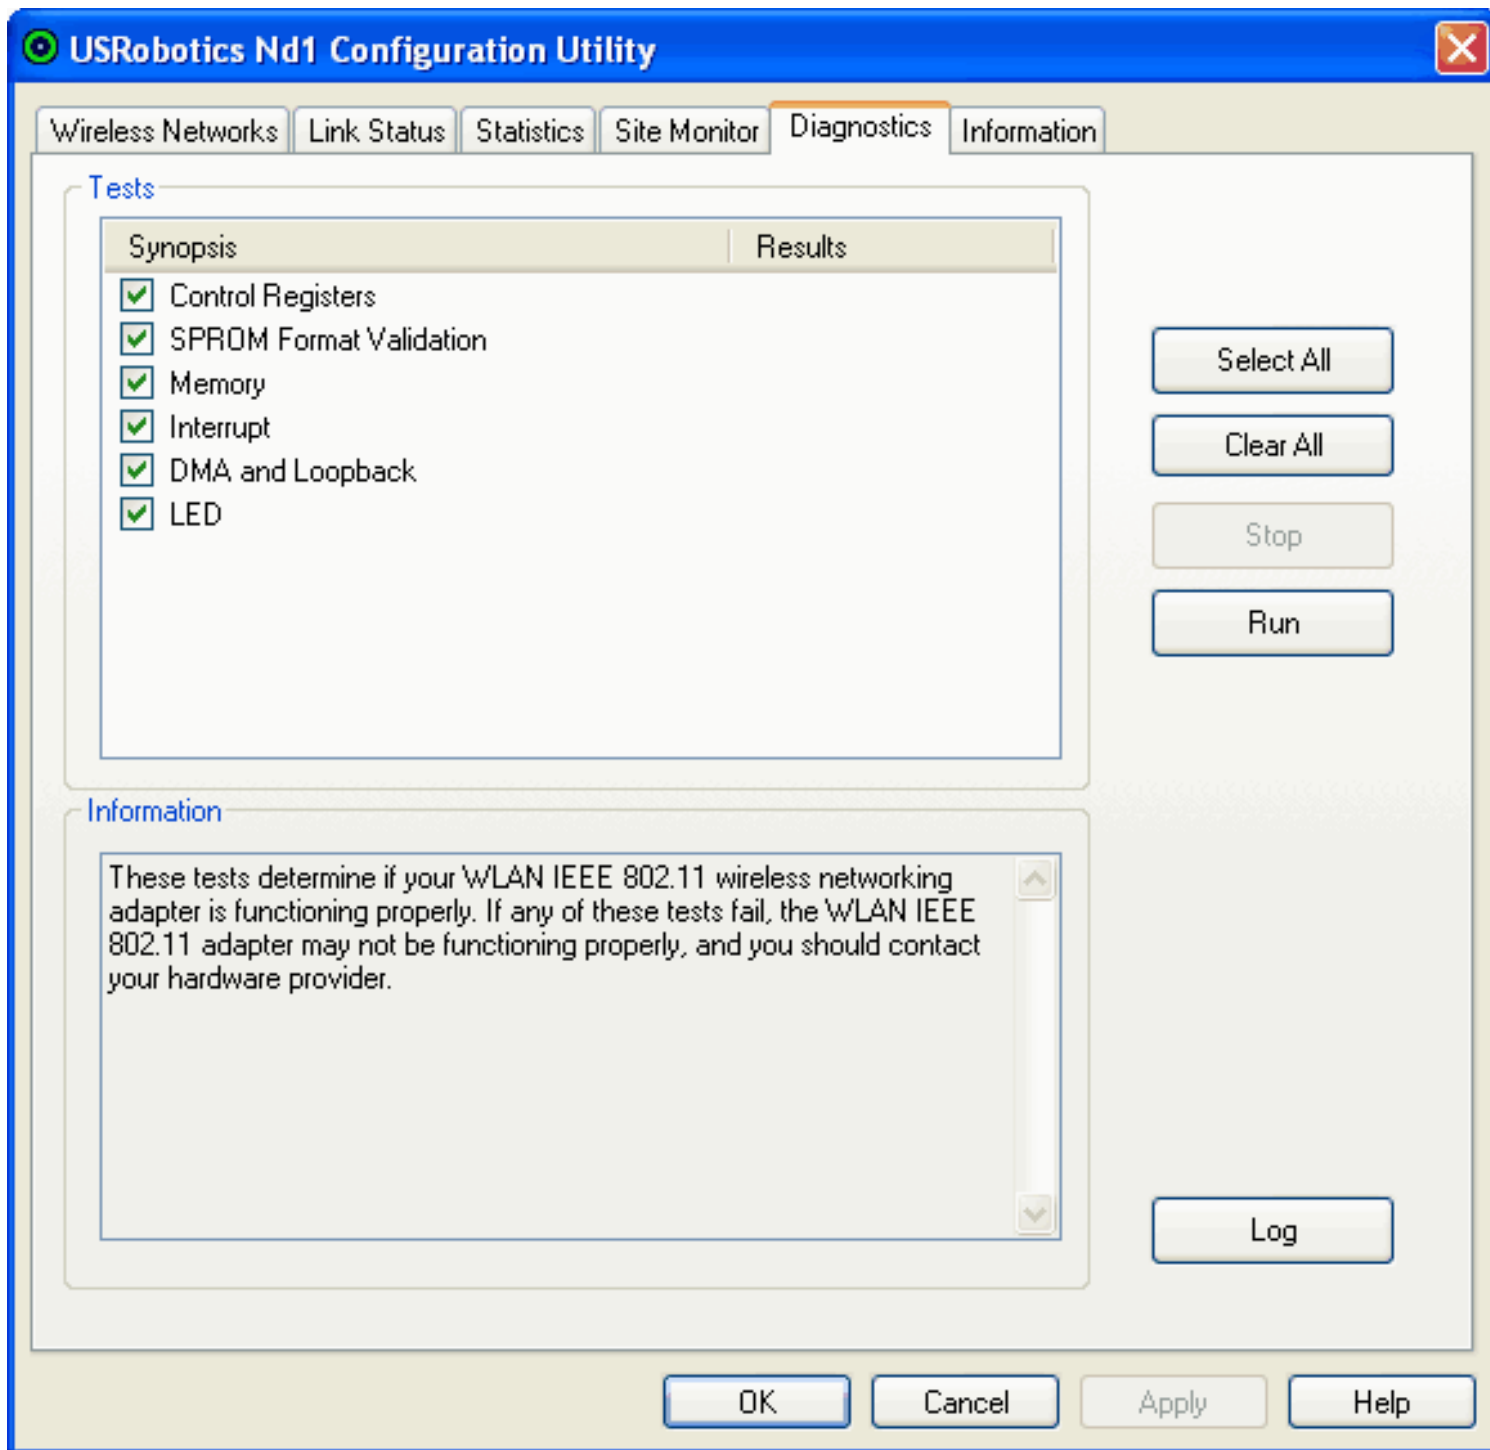 USRobotics Nd1 Configuration Utility
Wireless Networks Link Status Statistics Site Monitor Diagnostics Information
Tests
Synopsis Results
Control Registers
SPROM Format Validation
Memory
Interrupt
DMA and Loopback
LED
Select All
Clear All
Stop
Run
Information
These tests determine if your WLAN IEEE 802.11 wireless networking
adapter is functioning properly. If any of these tests fail, the WLAN IEEE
802.11 adapter may not be functioning properly, and you should contact
your hardware provider.
Log
OK Cancel Apply Help